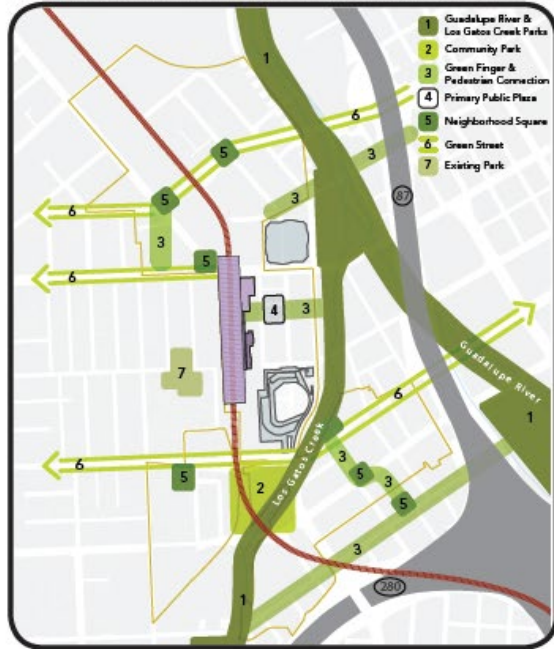 1 Guadalupe River &
Los Gatos Creek Parks
2 Community Park
3 Green Finger &
Pedestrian Connection
4 Primary Public Plaza
5 Neighborhood Square
6 Green Street
7 Existing Park
1
6
5
3
87
5
3
6
3
5
6
4
3
Guadalupe River
7
6
1
Los Gatos Creek
3
6
5
2
5
3
5
3
1
280